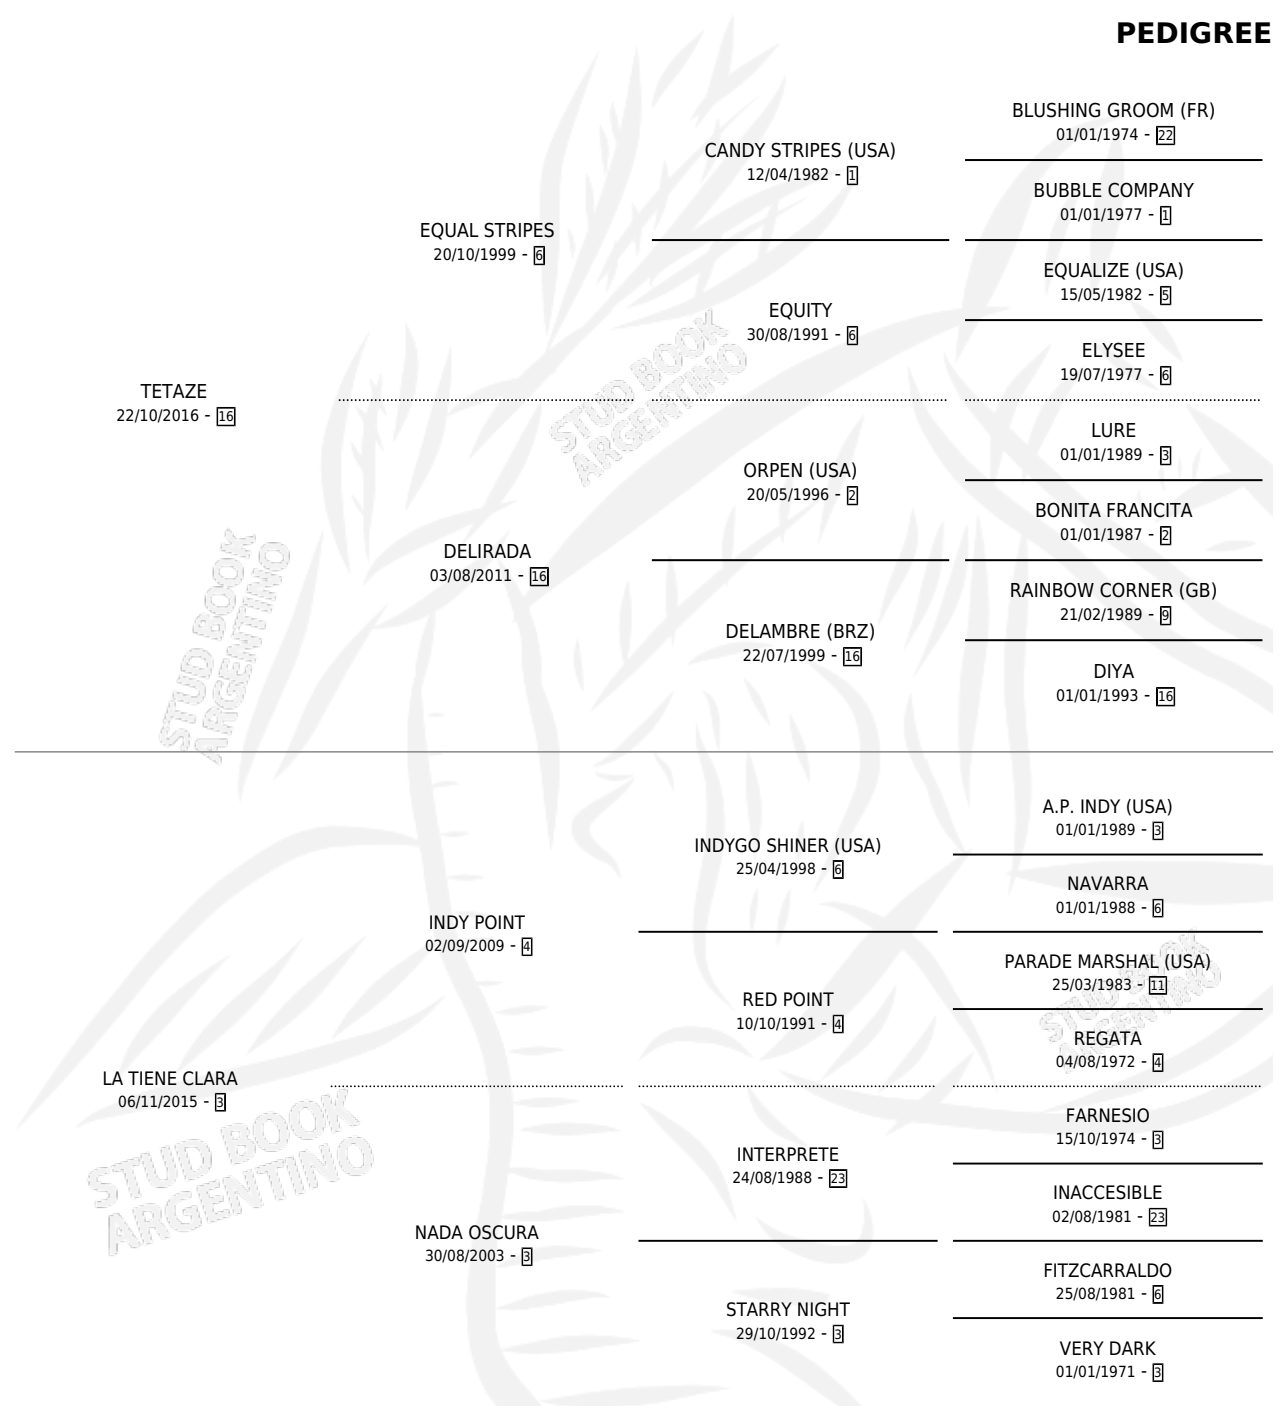 PEDIGREE
BLUSHING GROOM (FR)
01/01/1974 - 22
CANDY STRIPES (USA)
12/04/1982 - 1
BUBBLE COMPANY
01/01/1977 - 1
EQUAL STRIPES
20/10/1999 - 6
EQUALIZE (USA)
15/05/1982 - 5
EQUITY
30/08/1991 - 6
ELYSEE
19/07/1977 - 6
TETAZE
22/10/2016 - 16
LURE
01/01/1989 - 3
ORPEN (USA)
20/05/1996 - 2
BONITA FRANCITA
01/01/1987 - 2
DELIRADA
03/08/2011 - 16
RAINBOW CORNER (GB)
21/02/1989 - 9
DELAMBRE (BRZ)
22/07/1999 - 16
DIYA
01/01/1993 - 16
A.P. INDY (USA)
01/01/1989 - 3
INDYGO SHINER (USA)
25/04/1998 - 6
NAVARRA
01/01/1988 - 6
INDY POINT
02/09/2009 - 4
PARADE MARSHAL (USA)
25/03/1983 - 11
RED POINT
10/10/1991 - 4
REGATA
04/08/1972 - 4
LA TIENE CLARA
06/11/2015 - 3
FARNESIO
15/10/1974 - 3
INTERPRETE
24/08/1988 - 23
INACCESIBLE
02/08/1981 - 23
NADA OSCURA
30/08/2003 - 3
FITZCARRALDO
25/08/1981 - 6
STARRY NIGHT
29/10/1992 - 3
VERY DARK
01/01/1971 - 3
STUD BOOK
ARGENTINO
STUD BOOK
ARGENTINO
STUD BOOK
ARGENTINO
STUD BOOK
ARGENTINO